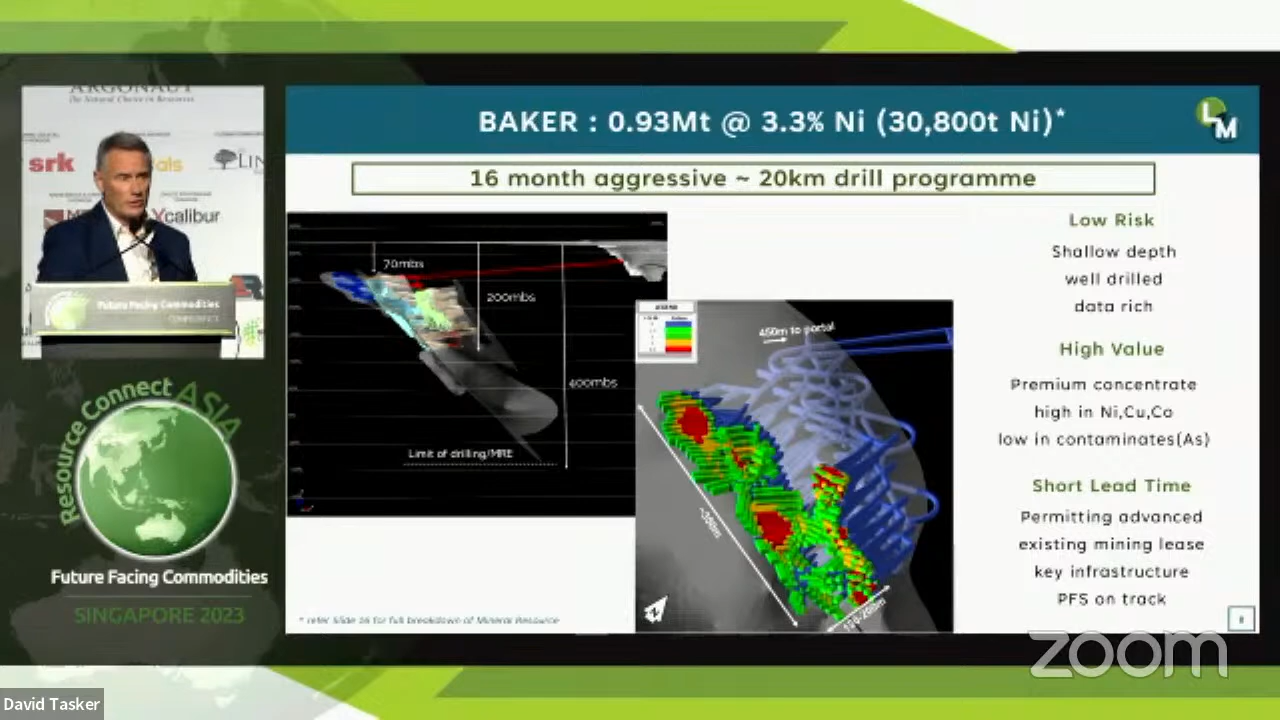 ARGONAUT
The Natural Choice in Resources
srk
als
LIN
Xcalibur
Future Facing Commodities
CONFERENCE
Resource Connect ASIA
Future Facing Commodities
SINGAPORE 2023
BAKER : 0.93Mt @ 3.3% Ni (30,800t Ni)*
LM
16 month aggressive ~ 20km drill programme
70mbs
200mbs
400mbs
Limit of drilling/MRE
LEGEND
450m to portal
Low Risk
Shallow depth
well drilled
data rich
High Value
Premium concentrate
high in Ni,Cu,Co
low in contaminates(As)
Short Lead Time
Permitting advanced
existing mining lease
key infrastructure
PFS on track
* refer Slide 16 for full breakdown of Mineral Resource
8
zoom
David Tasker